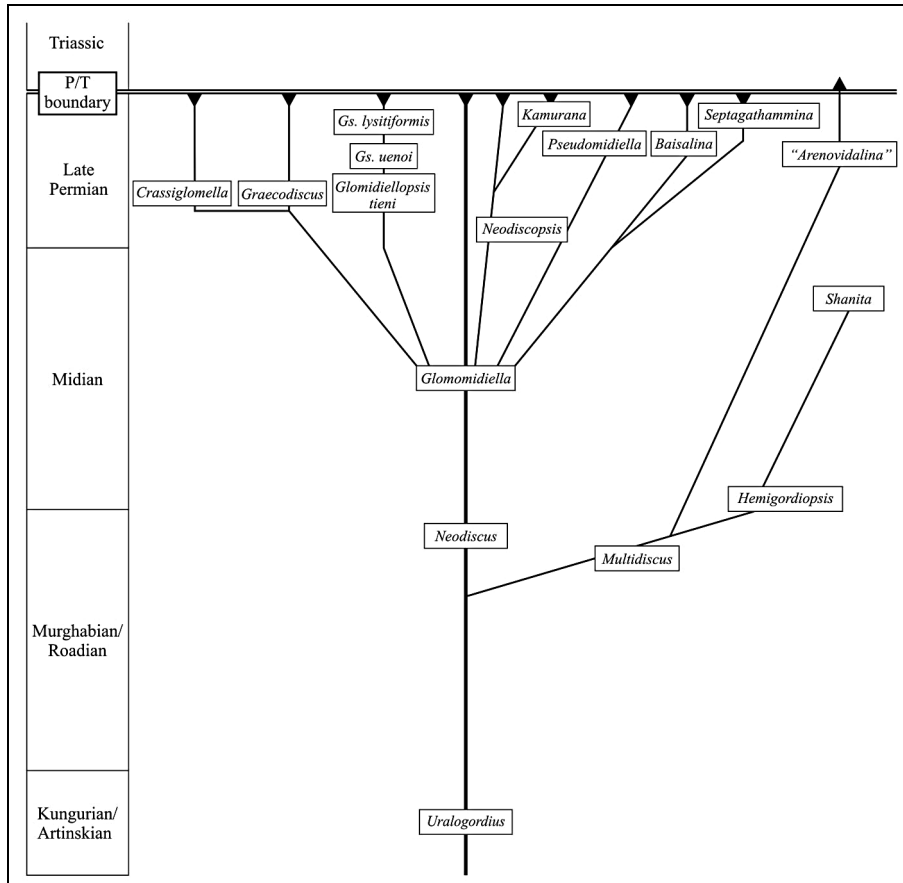 Triassic
P/T
boundary
Late
Permian
Midian
Murghabian/
Roadian
Kungurian/
Artinskian
Crassiglomella
Graecodiscus
Gs. lysitiformis
Gs. uenoi
Glomidiellopsis
tieni
Kamurana
Pseudomidiella
Baisalina
Septagathammina
“Arenovidalina”
Neodiscopsis
Shanita
Glomomidiella
Hemigordiopsis
Neodiscus
Multidiscus
Uralogordius